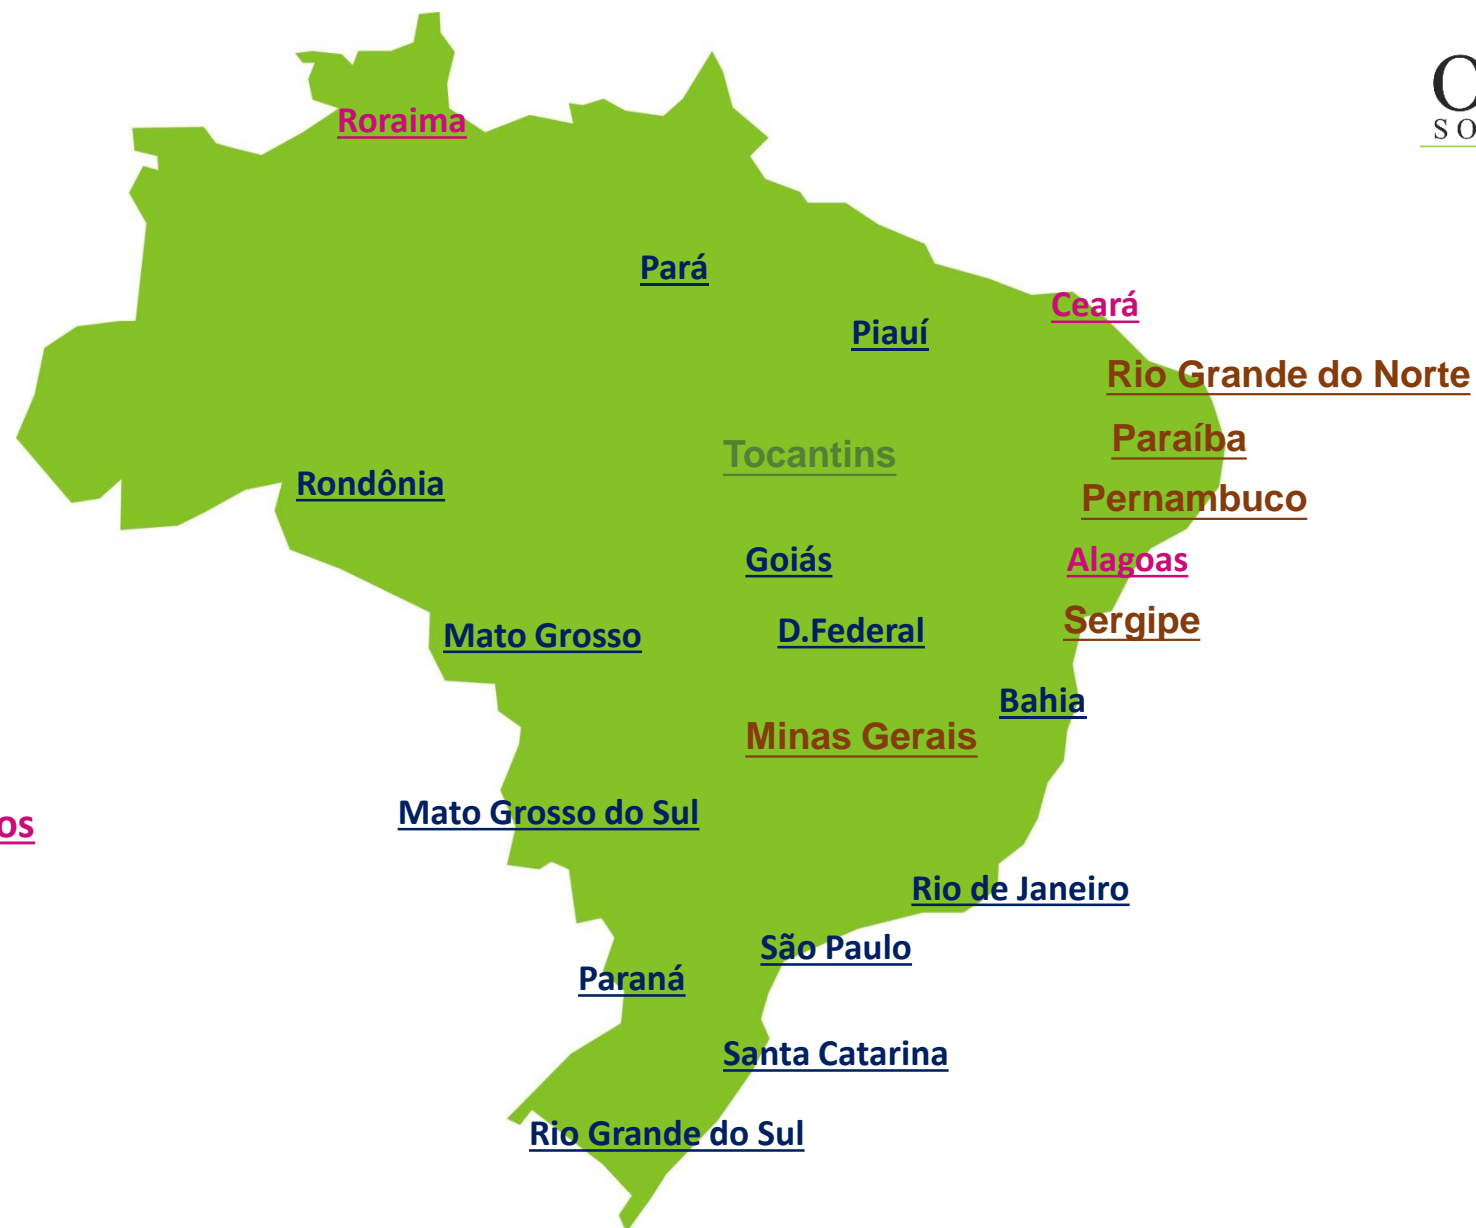 Roraima
Pará
Ceará
Piauí
Rio Grande do Norte
Paraíba
Tocantins
Rondônia
Pernambuco
Goiás
Alagoas
Sergipe
D.Federal
Mato Grosso
Bahia
Minas Gerais
Mato Grosso do Sul
Rio de Janeiro
São Paulo
Paraná
Santa Catarina
Rio Grande do Sul